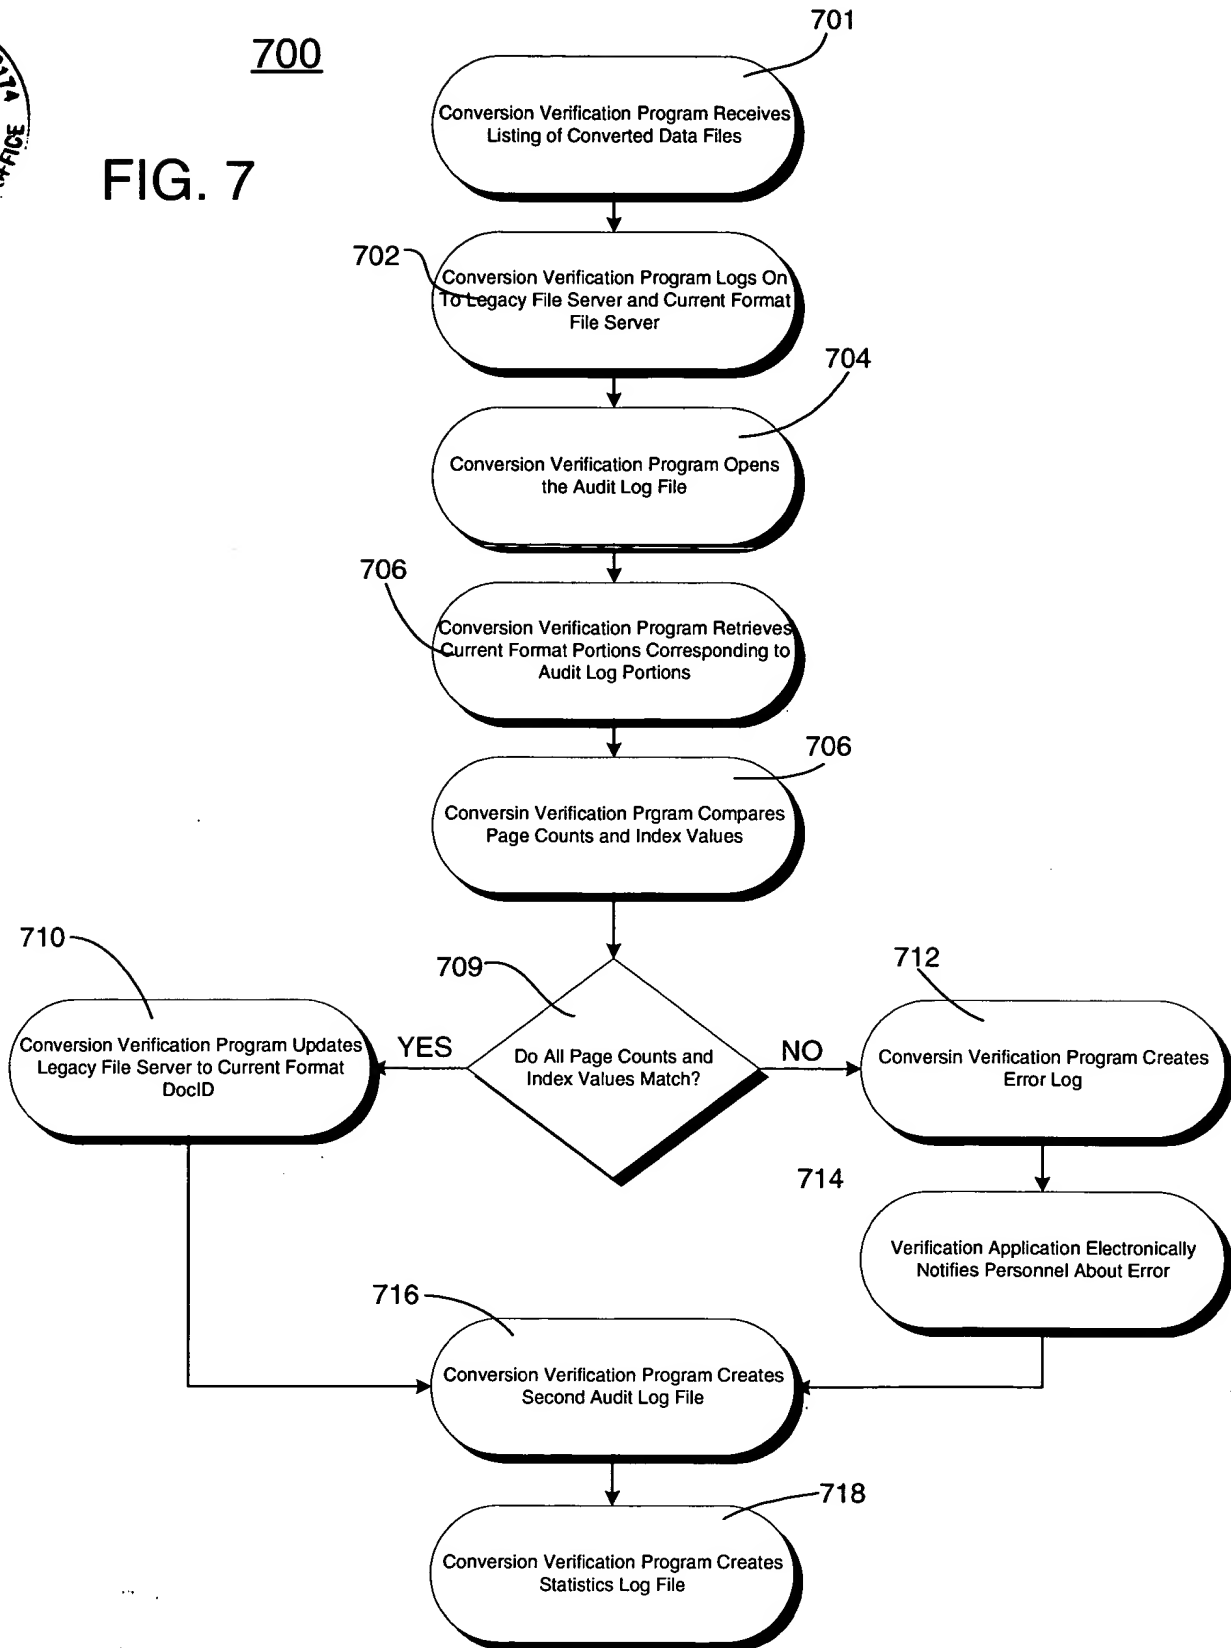 700
FIG. 7
701
Conversion Verification Program Receives
Listing of Converted Data Files
702
Conversion Verification Program Logs On
To Legacy File Server and Current Format
File Server
704
Conversion Verification Program Opens
the Audit Log File
706
Conversion Verification Program Retrieves
Current Format Portions Corresponding to
Audit Log Portions
706
Conversin Verification Prgram Compares
Page Counts and Index Values
709
Do All Page Counts and
Index Values Match?
YES
710
Conversion Verification Program Updates
Legacy File Server to Current Format
DocID
NO
712
Conversin Verification Program Creates
Error Log
714
Verification Application Electronically
Notifies Personnel About Error
716
Conversion Verification Program Creates
Second Audit Log File
718
Conversion Verification Program Creates
Statistics Log File